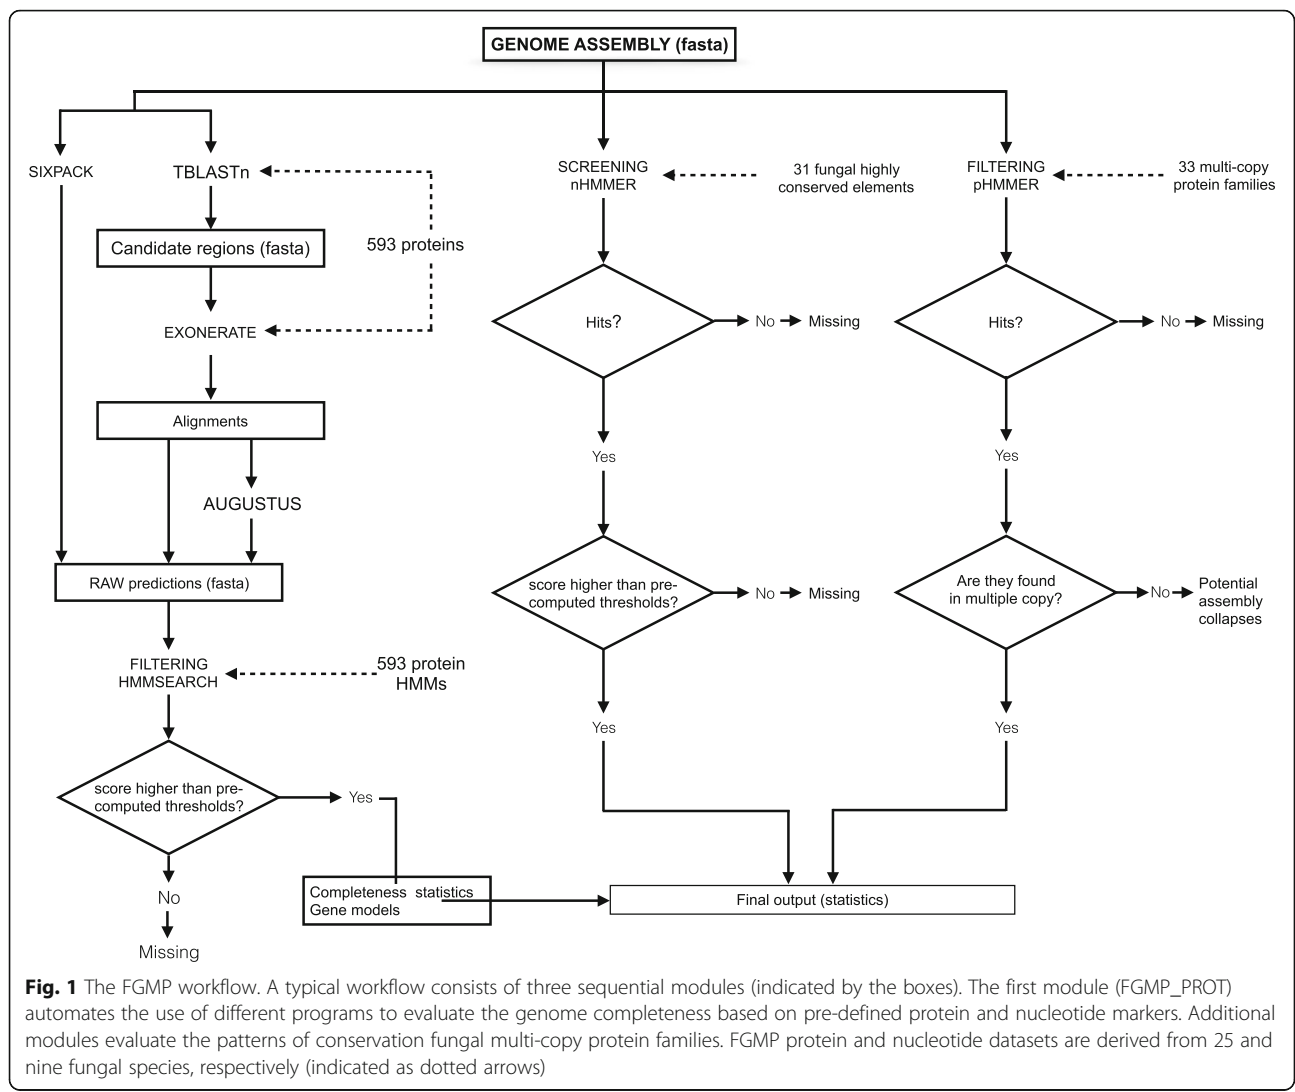 GENOME ASSEMBLY (fasta)
SIXPACK
TBLASTn
593 proteins
Candidate regions (fasta)
EXONERATE
Alignments
AUGUSTUS
RAW predictions (fasta)
FILTERING
HMMSEARCH
593 protein
HMMs
score higher than pre-
computed thresholds?
Yes
No
Missing
Completeness statistics
Gene models
SCREENING
nHMMER
31 fungal highly
conserved elements
Hits?
No
Missing
Yes
score higher than pre-
computed thresholds?
No
Missing
Yes
FILTERING
pHMMER
33 multi-copy
protein families
Hits?
No
Missing
Yes
Are they found
in multiple copy?
No
Potential
assembly
collapses
Yes
Final output (statistics)
Fig. 1 The FGMP workflow. A typical workflow consists of three sequential modules (indicated by the boxes). The first module (FGMP_PROT)
automates the use of different programs to evaluate the genome completeness based on pre-defined protein and nucleotide markers. Additional
modules evaluate the patterns of conservation fungal multi-copy protein families. FGMP protein and nucleotide datasets are derived from 25 and
nine fungal species, respectively (indicated as dotted arrows)